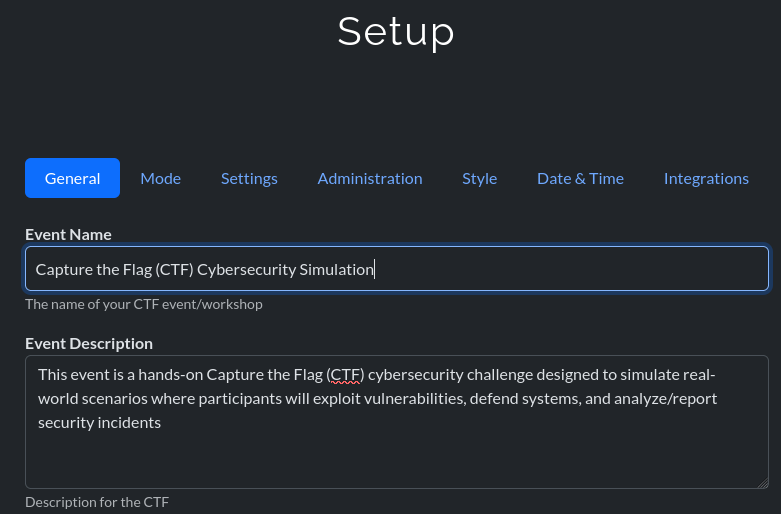 Setup
General Mode Settings Administration Style Date & Time Integrations
Event Name
Capture the Flag (CTF) Cybersecurity Simulation
The name of your CTF event/workshop
Event Description
This event is a hands-on Capture the Flag (CTF) cybersecurity challenge designed to simulate real-
world scenarios where participants will exploit vulnerabilities, defend systems, and analyze/report
security incidents
Description for the CTF